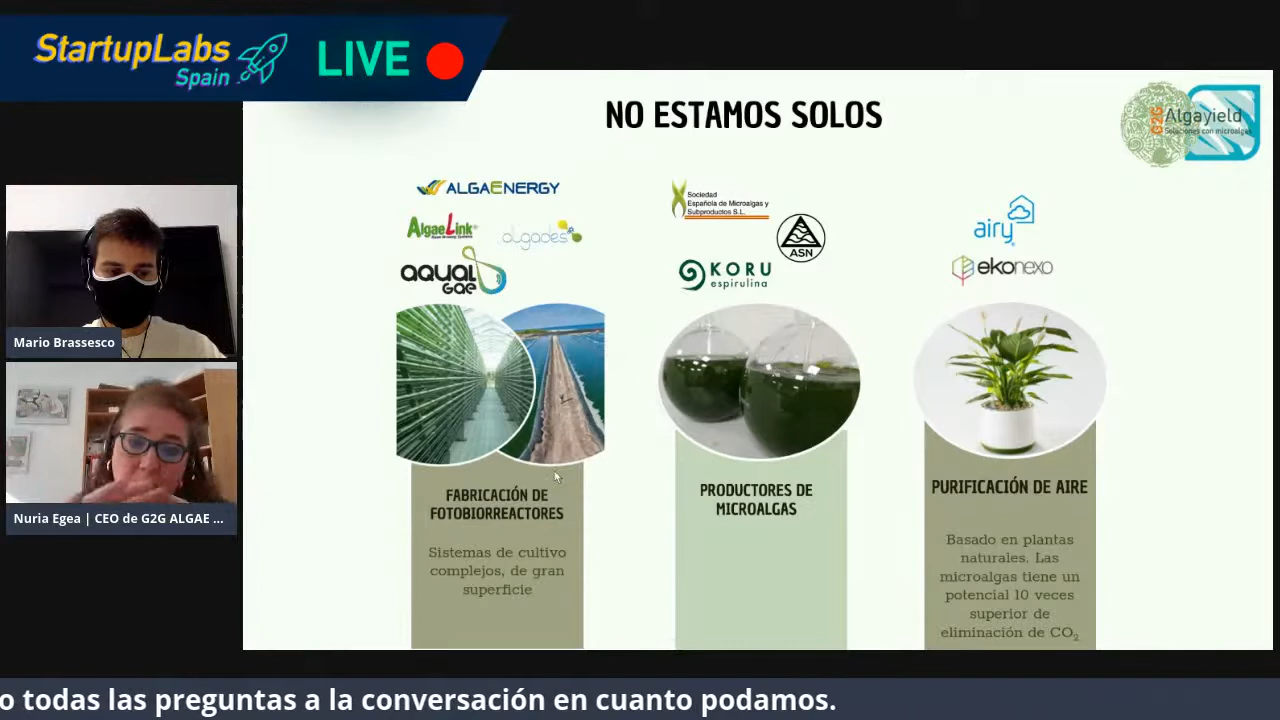 StartupLabs
Spain
LIVE
NO ESTAMOS SOLOS
G2G Algayield
Soluciones con microalgas
ALGAENERGY
AlgaeLink
algades
aqual
gae
Sociedad
Española de Microalgas y
Subproductos S.L.
ASN
KORU
espirulina
airy
ekonexo
Mario Brassesco
Nuria Egea | CEO de G2G ALGAE ...
FABRICACIÓN DE
FOTOBIORREACTORES
Sistemas de cultivo
complejos, de gran
superficie
PRODUCTORES DE
MICROALGAS
PURIFICACIÓN DE AIRE
Basado en plantas
naturales. Las
microalgas tiene un
potencial 10 veces
superior de
eliminación de CO₂
o todas las preguntas a la conversación en cuanto podamos.